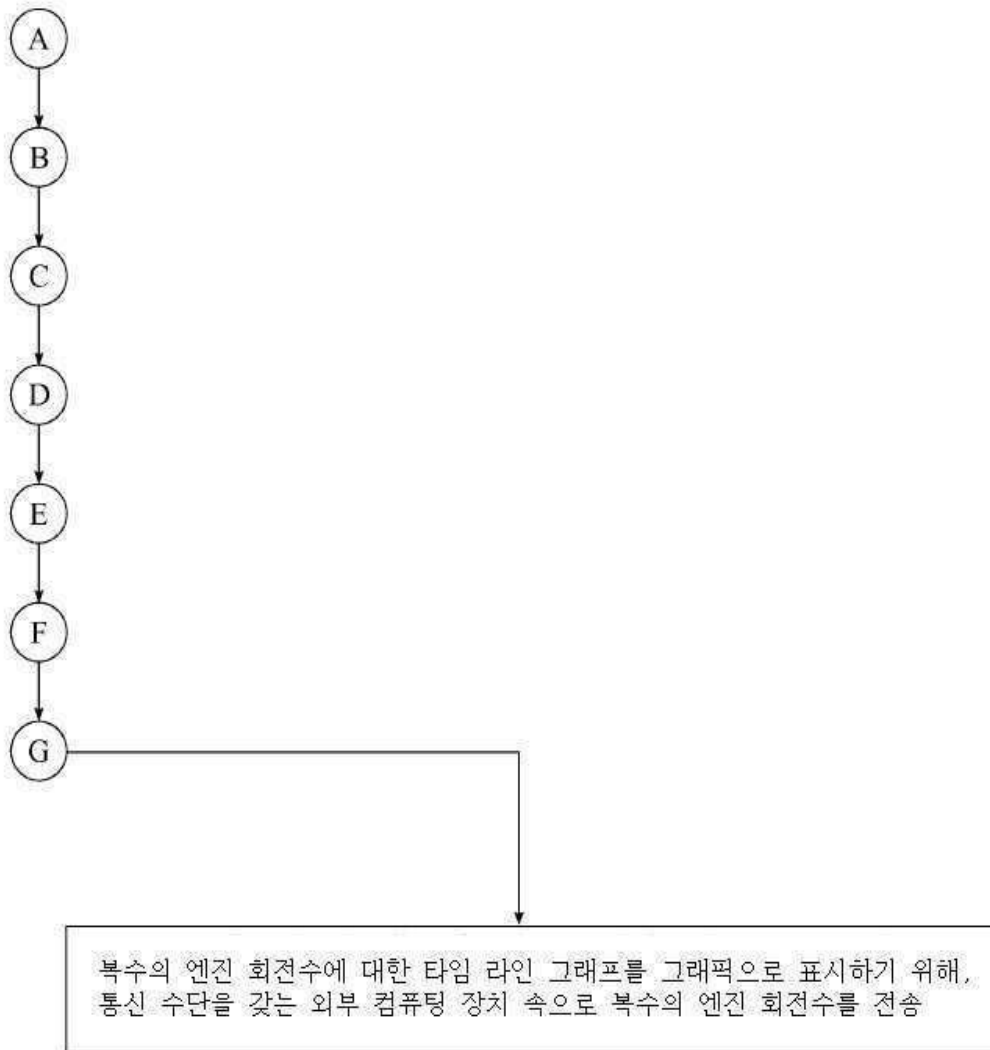 A
B
C
D
E
F
G
복수의 엔진 회전수에 대한 타임 라인 그래프를 그래픽으로 표시하기 위해,
통신 수단을 갖는 외부 컴퓨팅 장치 속으로 복수의 엔진 회전수를 전송